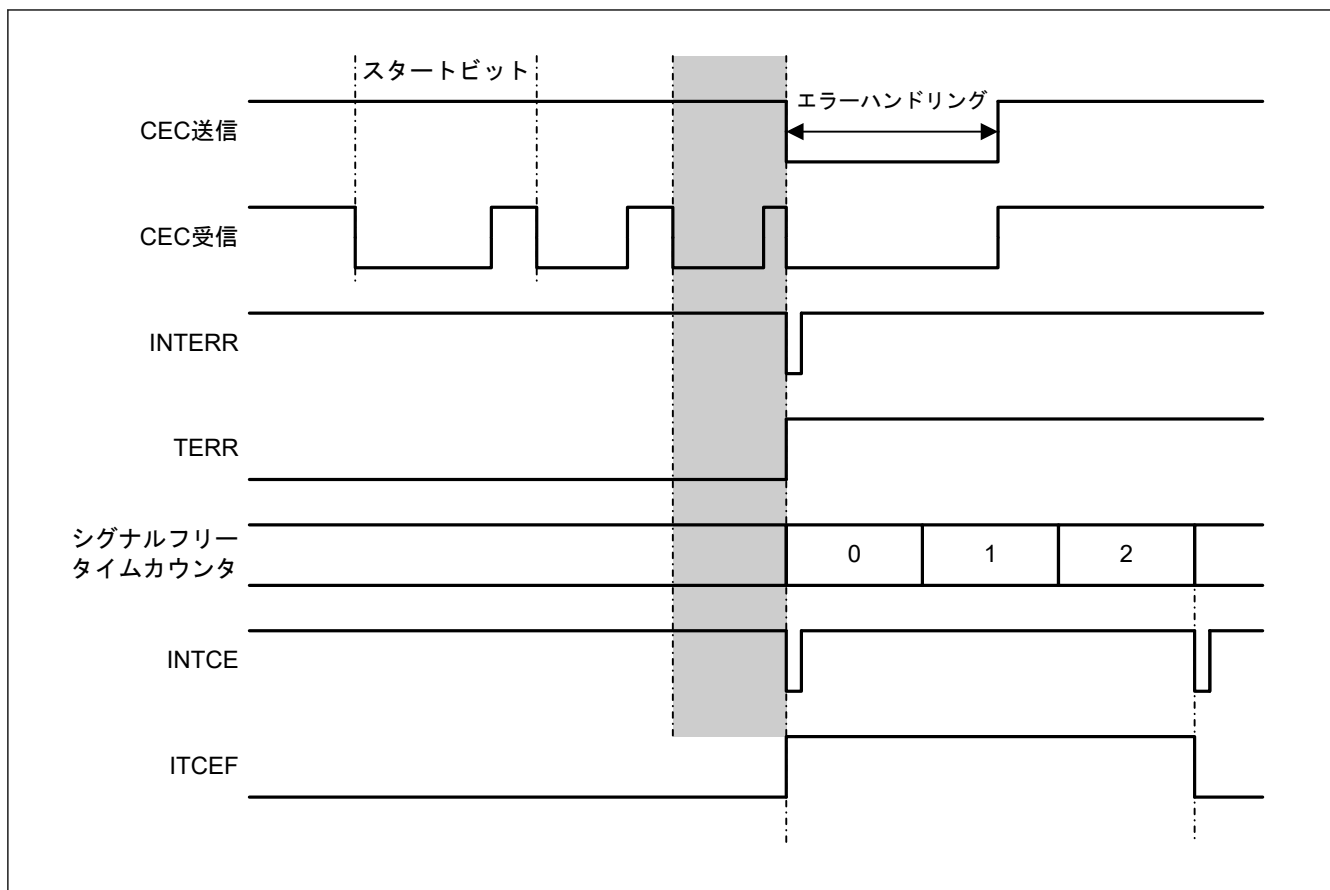 スタートビット
エラーハンドリング
CEC送信
CEC受信
INTERR
TERR
シグナルフリー
タイムカウンタ
0 1 2
INTCE
ITCEF